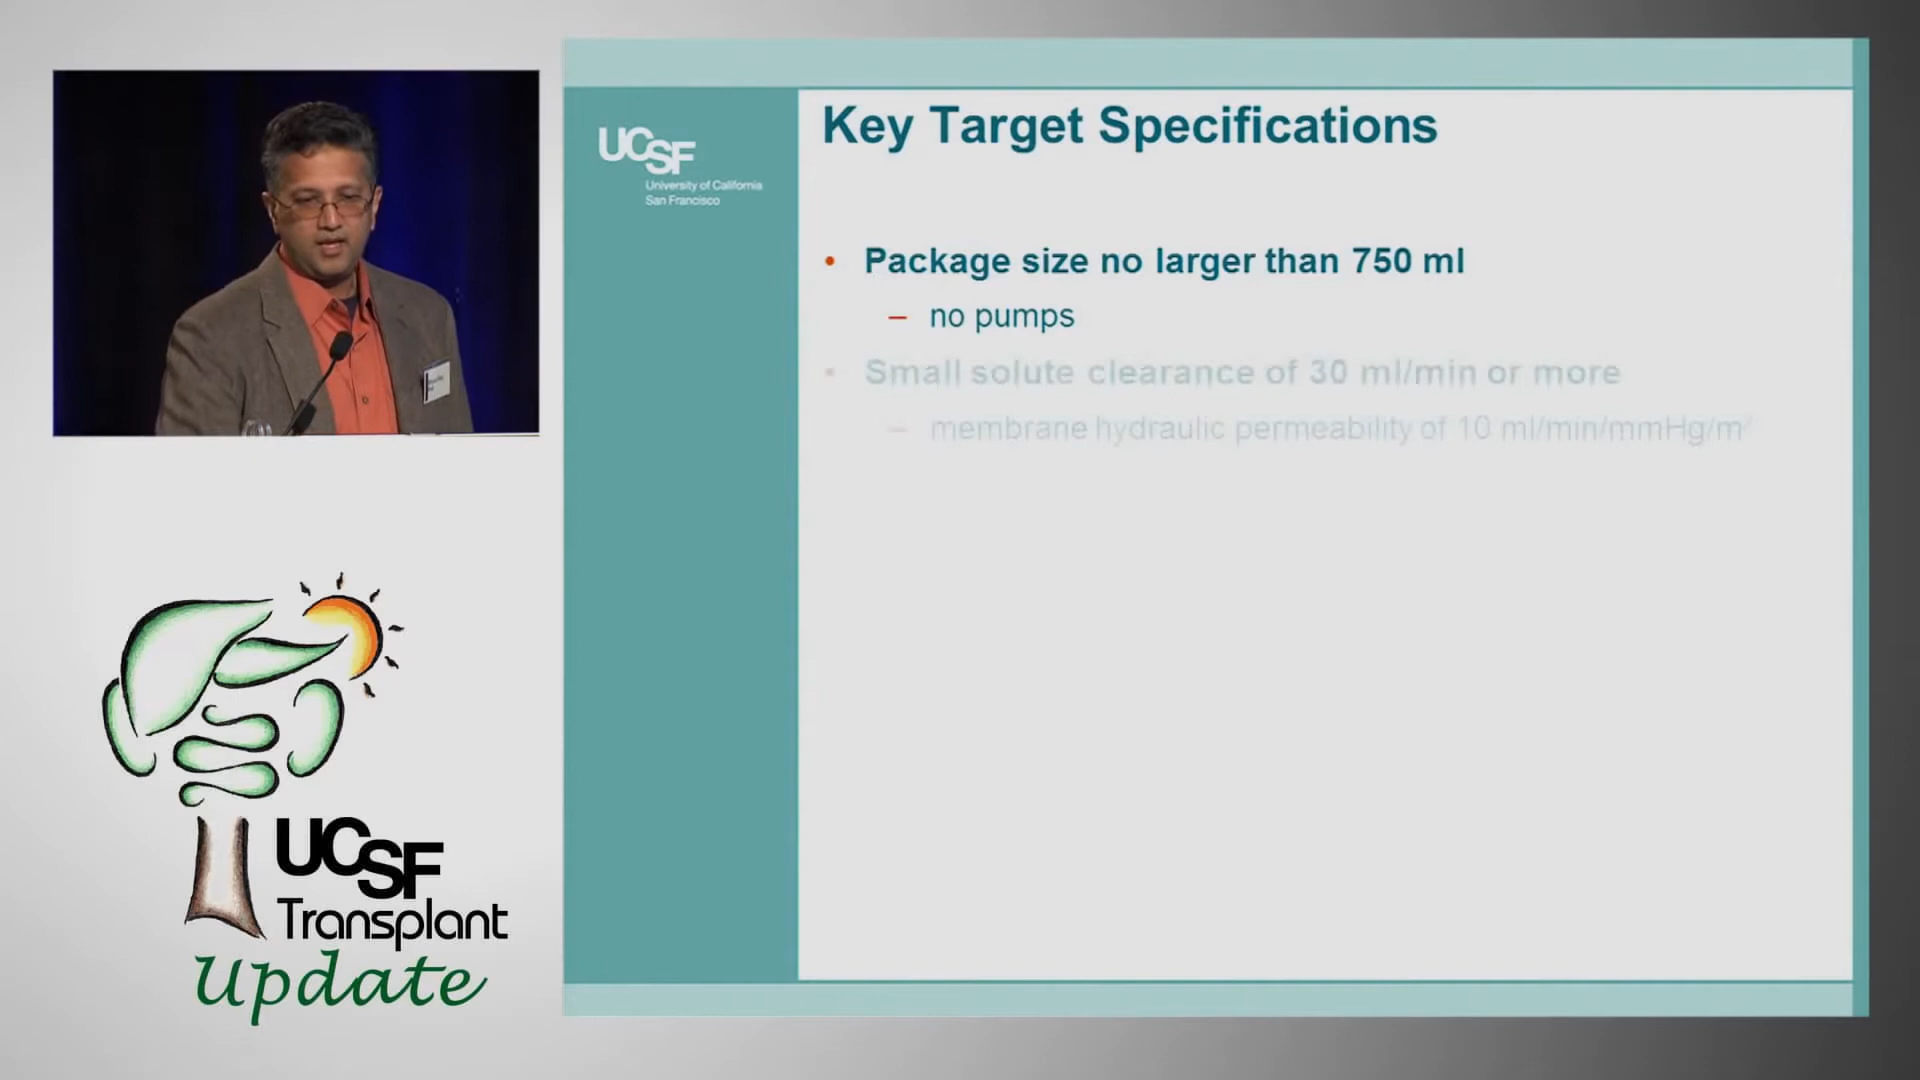 Key Target Specifications
UCSF
University of California
San Francisco
• Package size no larger than 750 ml
– no pumps
• Small solute clearance of 30 ml/min or more
– membrane hydraulic permeability of 10 ml/min/mmHg/m²
UCSF
Transplant
Update